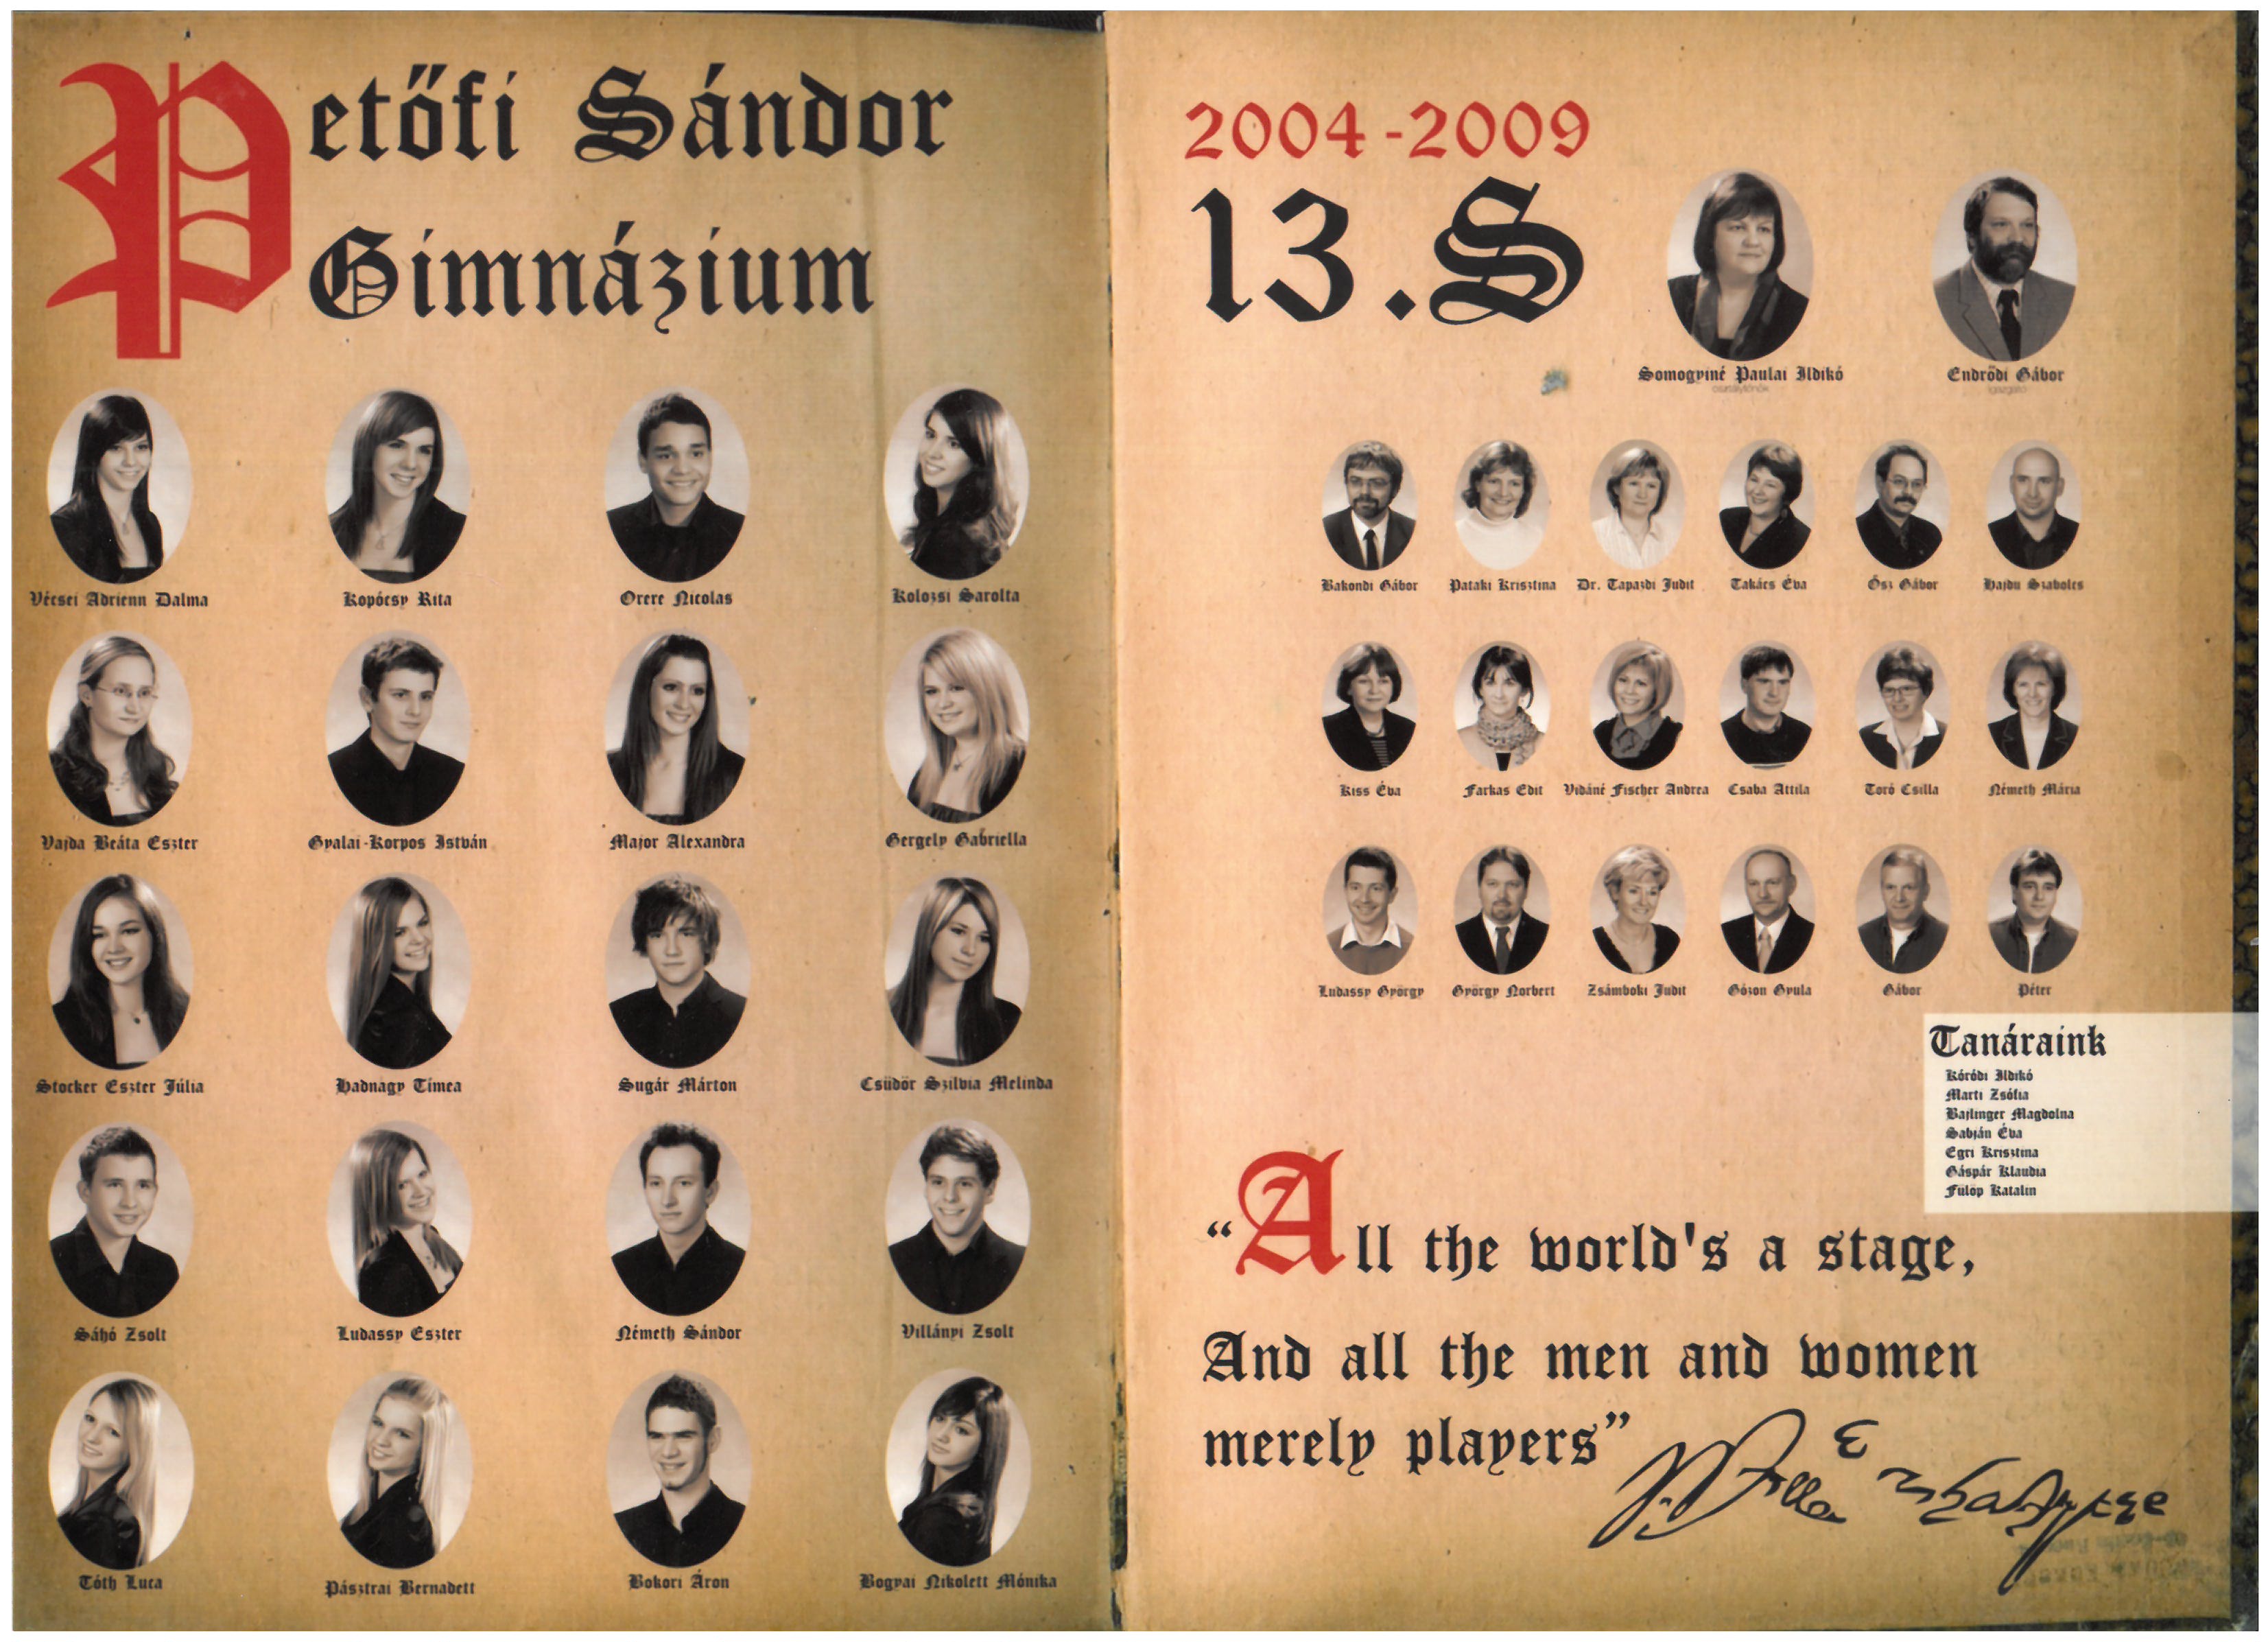 Petőfi Sándor
Gimnázium
Vécsei Adrienn Dalma
Kopócsy Rita
Orere Nicolas
Kolozsi Sarolta
Vajda Beáta Eszter
Gyalai-Korpos István
Major Alexandra
Gergely Gabriella
Stocker Eszter Júlia
Hadnagy Tímea
Sugár Márton
Csüdör Szilvia Melinda
Sáhó Zsolt
Ludassy Eszter
Németh Sándor
Villányi Zsolt
Tóth Luca
Pásztrai Bernadett
Bokori Áron
Bogyai Nikolett Mónika
2004-2009
13.S
Somogyiné Paulai Ildikó
osztályfőnök
Endrődi Gábor
igazgató
Bakondi Gábor
Pataki Krisztina
Dr. Tapazdi Judit
Takács Éva
Ősz Gábor
Hajdu Szabolcs
Kiss Éva
Farkas Edit
Vidáné Fischer Andrea
Csaba Attila
Toró Csilla
Németh Mária
Ludassy György
György Norbert
Zsámboki Judit
Gózon Gyula
Gábor
Péter
Tanáraink
Kóródi Ildikó
Marti Zsófia
Bajlinger Magdolna
Sabján Éva
Egri Krisztina
Gáspár Klaudia
Fülöp Katalin
“All the world's a stage,
And all the men and women
merely players”